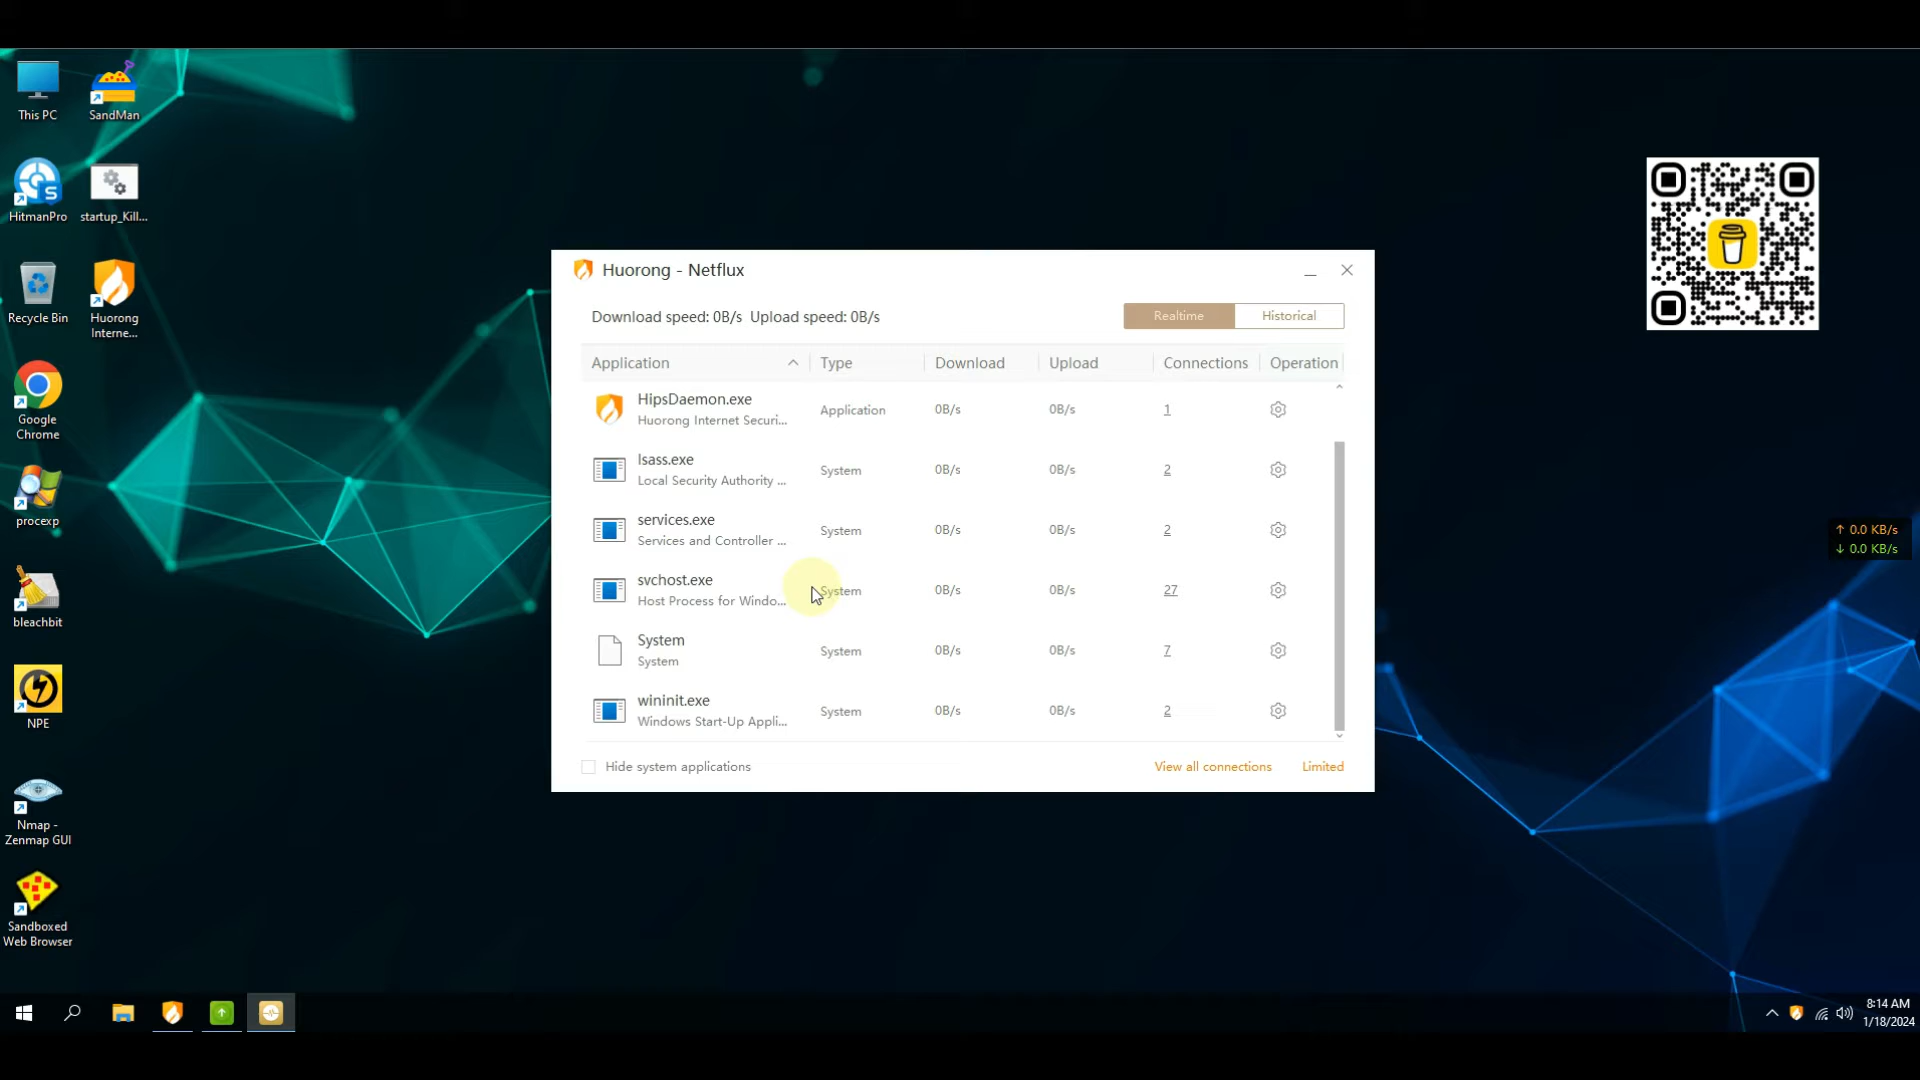 This PC
SandMan
HitmanPro
startup_Kill...
Recycle Bin
Huorong
Interne...
Google
Chrome
procexp
bleachbit
NPE
Nmap -
Zenmap GUI
Sandboxed
Web Browser
Huorong - Netflux
Download speed: 0B/s Upload speed: 0B/s
Realtime
Historical
Application Type Download Upload Connections Operation
HipsDaemon.exe
Huorong Internet Securi...
Application 0B/s 0B/s 1
lsass.exe
Local Security Authority ...
System 0B/s 0B/s 2
services.exe
Services and Controller ...
System 0B/s 0B/s 2
svchost.exe
Host Process for Windo...
System 0B/s 0B/s 27
System
System
System 0B/s 0B/s 7
wininit.exe
Windows Start-Up Appli...
System 0B/s 0B/s 2
Hide system applications
View all connections
Limited
↑ 0.0 KB/s
↓ 0.0 KB/s
8:14 AM
1/18/2024